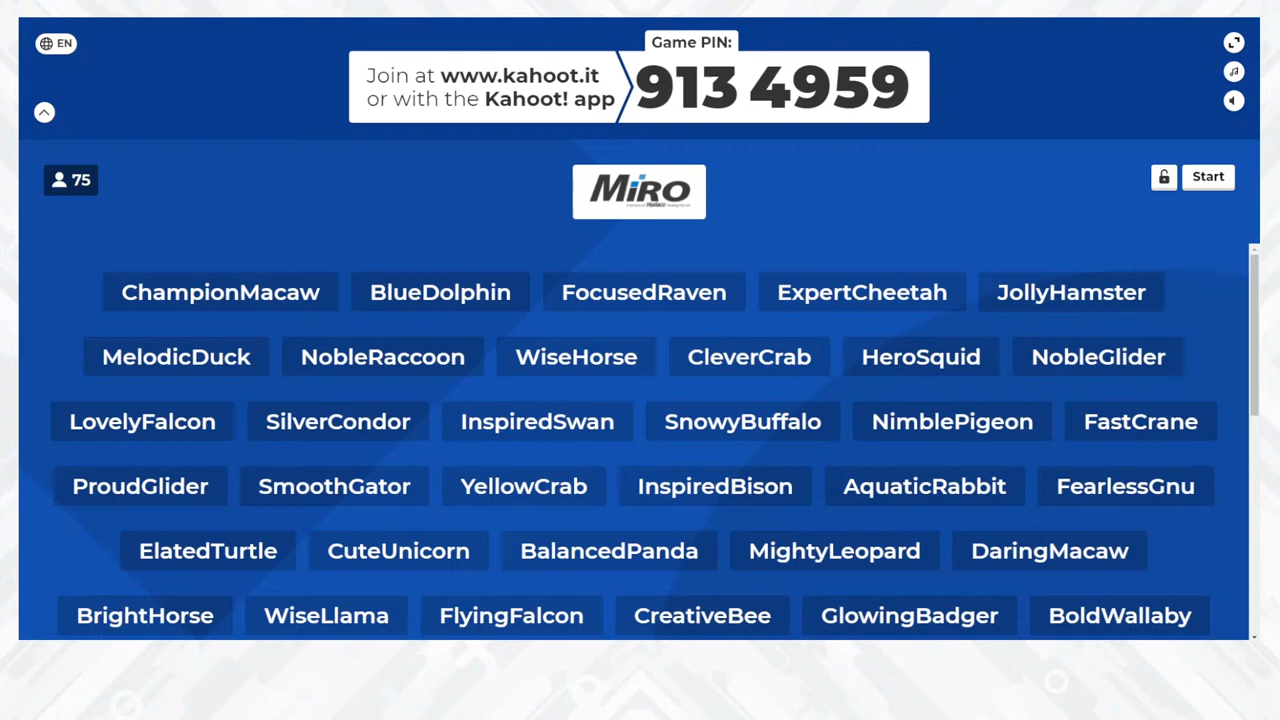 EN
Game PIN:
Join at www.kahoot.it
or with the Kahoot! app
913 4959
75
MiRO
Start
ChampionMacaw BlueDolphin FocusedRaven ExpertCheetah JollyHamster
MelodicDuck NobleRaccoon WiseHorse CleverCrab HeroSquid NobleGlider
LovelyFalcon SilverCondor InspiredSwan SnowyBuffalo NimblePigeon FastCrane
ProudGlider SmoothGator YellowCrab InspiredBison AquaticRabbit FearlessGnu
ElatedTurtle CuteUnicorn BalancedPanda MightyLeopard DaringMacaw
BrightHorse WiseLlama FlyingFalcon CreativeBee GlowingBadger BoldWallaby